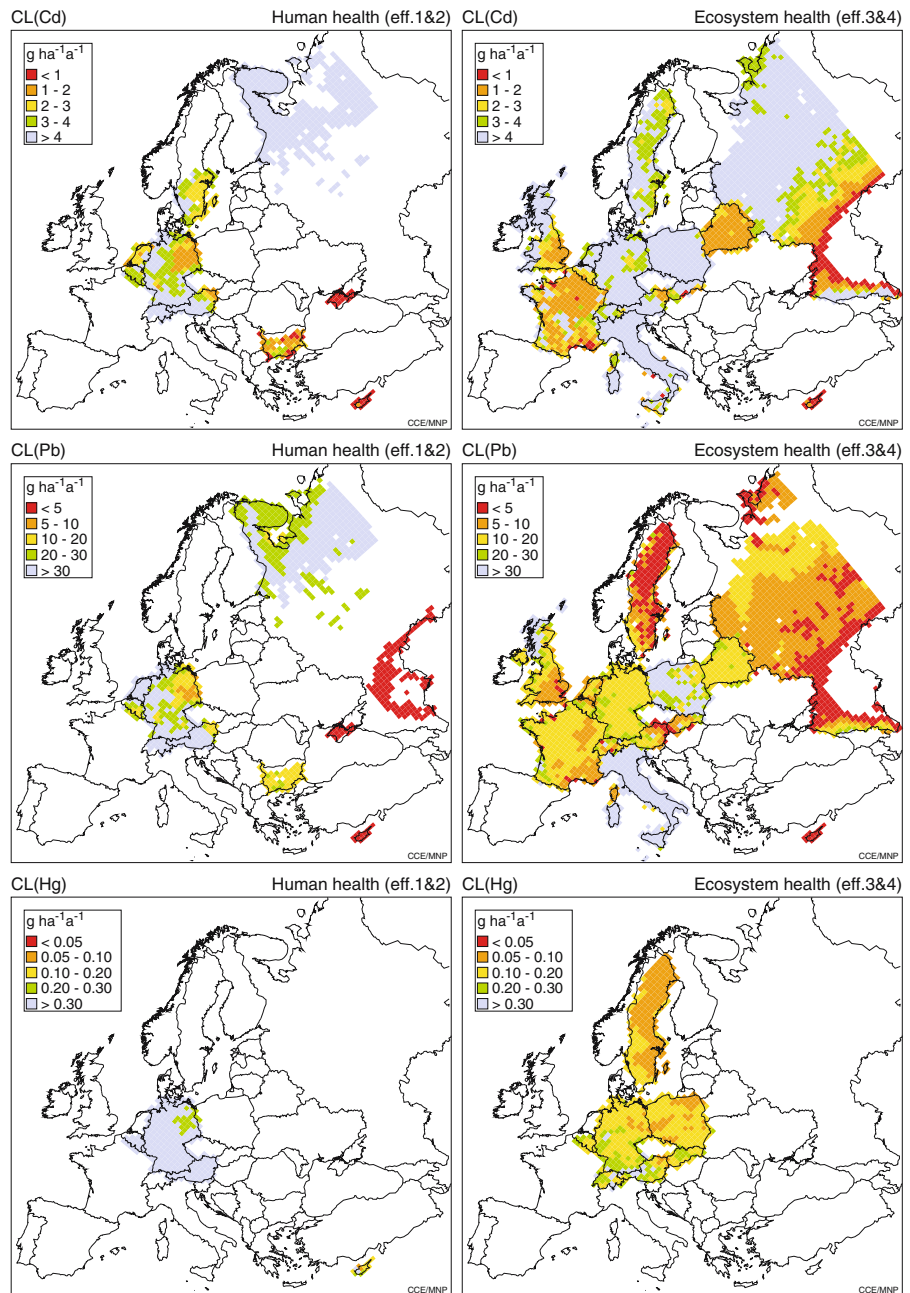 CL(Cd) Human health (eff.1&2)
g ha⁻¹a⁻¹
< 1
1 - 2
2 - 3
3 - 4
> 4
CCE/MNP
CL(Cd) Ecosystem health (eff.3&4)
g ha⁻¹a⁻¹
< 1
1 - 2
2 - 3
3 - 4
> 4
CCE/MNP
CL(Pb) Human health (eff.1&2)
g ha⁻¹a⁻¹
< 5
5 - 10
10 - 20
20 - 30
> 30
CCE/MNP
CL(Pb) Ecosystem health (eff.3&4)
g ha⁻¹a⁻¹
< 5
5 - 10
10 - 20
20 - 30
> 30
CCE/MNP
CL(Hg) Human health (eff.1&2)
g ha⁻¹a⁻¹
< 0.05
0.05 - 0.10
0.10 - 0.20
0.20 - 0.30
> 0.30
CCE/MNP
CL(Hg) Ecosystem health (eff.3&4)
g ha⁻¹a⁻¹
< 0.05
0.05 - 0.10
0.10 - 0.20
0.20 - 0.30
> 0.30
CCE/MNP